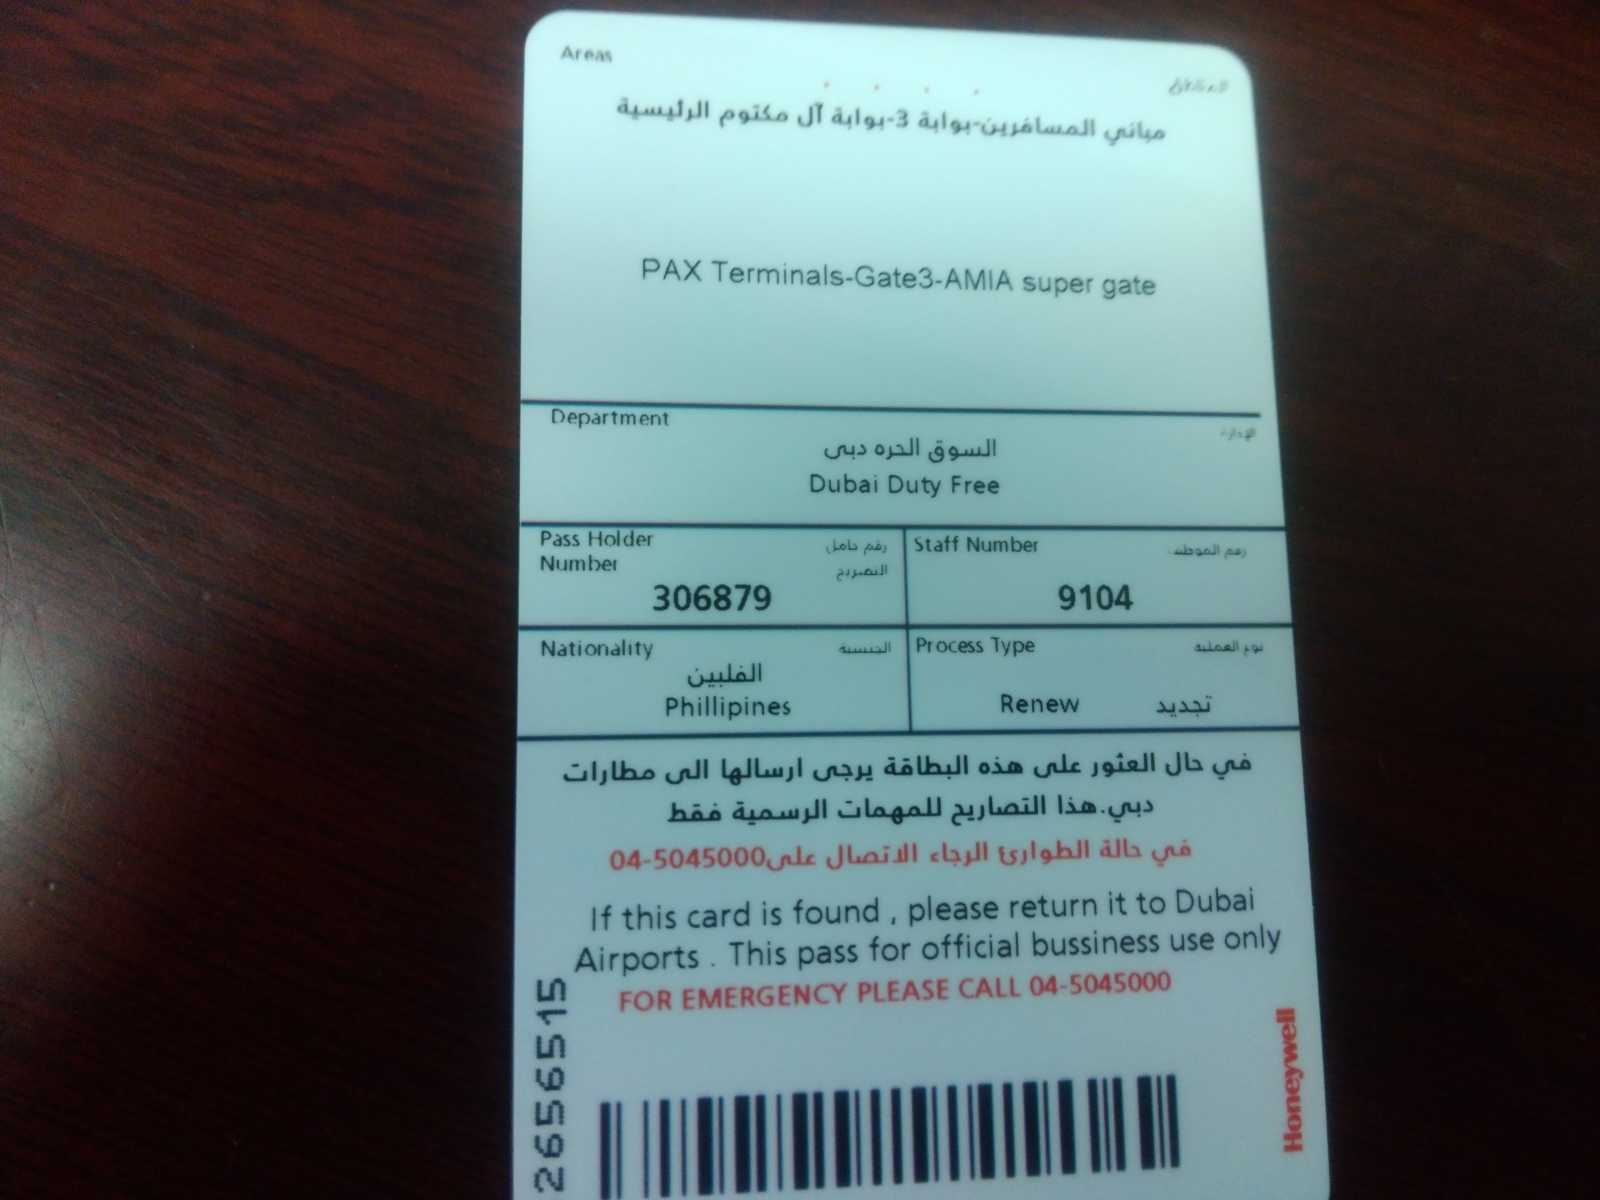 Areas
المناطق
مباني المسافرين-بوابة 3-بوابة آل مكتوم الرئيسية
PAX Terminals-Gate3-AMIA super gate
Department
الإدارة
السوق الحره دبى
Dubai Duty Free
Pass Holder Number
رقم حامل التصريح
306879
Staff Number
رقم الموظف
9104
Nationality
الجنسية
الفلبين
Phillipines
Process Type
نوع العملية
Renew تجديد
في حال العثور على هذه البطاقة يرجى ارسالها الى مطارات
دبي.هذا التصاريح للمهمات الرسمية فقط
في حالة الطوارئ الرجاء الاتصال على04-5045000
If this card is found , please return it to Dubai
Airports . This pass for official bussiness use only
FOR EMERGENCY PLEASE CALL 04-5045000
2656515
Honeywell